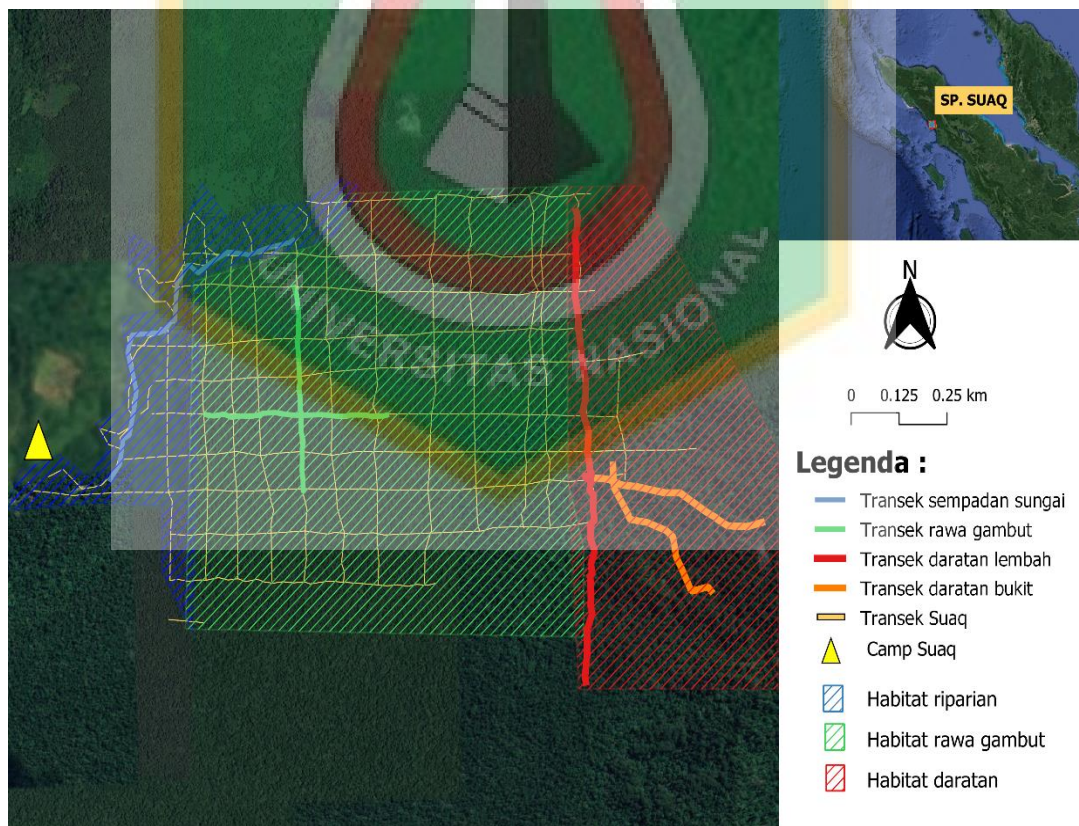 SP. SUAQ
UNIVERSITAS NASIONAL
N
0 0.125 0.25 km
Legenda :
Transek sempadan sungai
Transek rawa gambut
Transek daratan lembah
Transek daratan bukit
Transek Suaq
Camp Suaq
Habitat riparian
Habitat rawa gambut
Habitat daratan